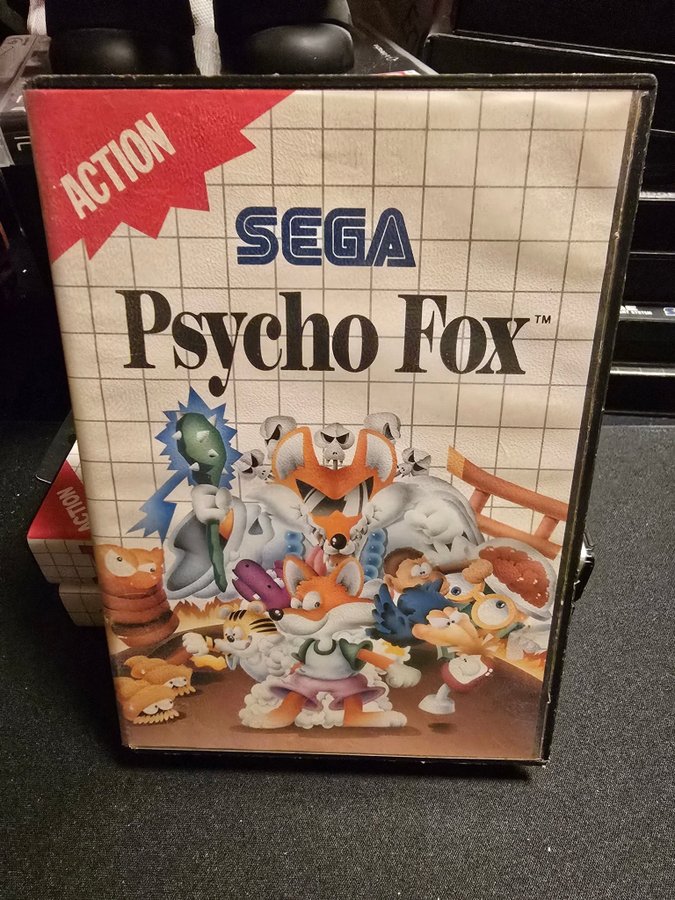 ACTION
SEGA
Psycho Fox™
ACTION